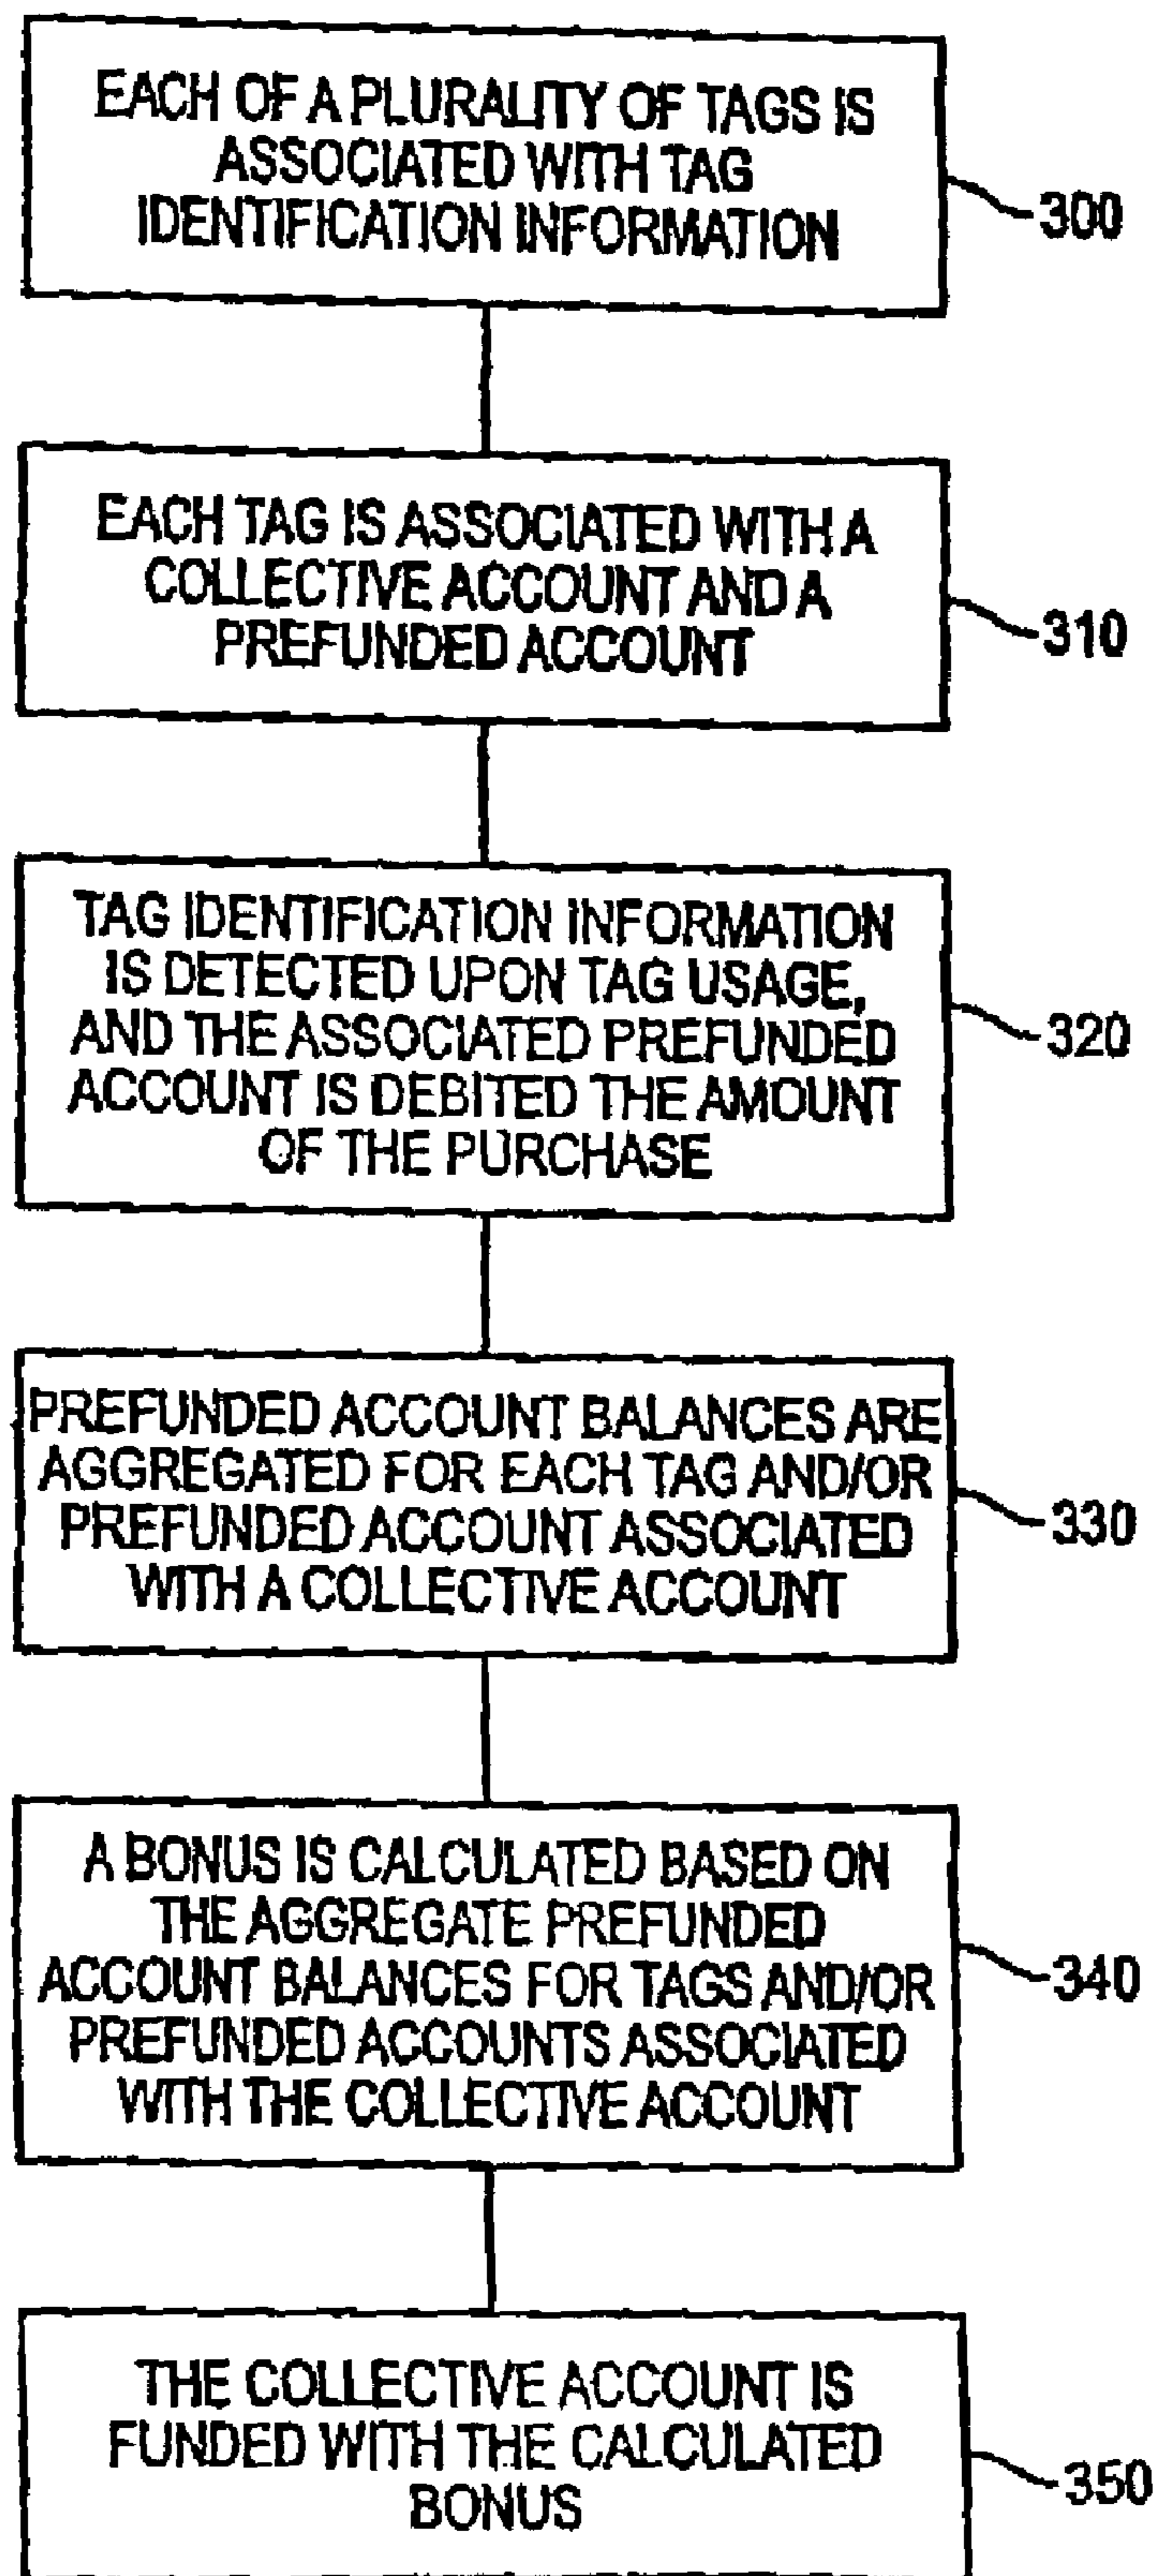 EACH OF A PLURALITY OF TAGS IS
ASSOCIATED WITH TAG
IDENTIFICATION INFORMATION
300
EACH TAG IS ASSOCIATED WITH A
COLLECTIVE ACCOUNT AND A
PREFUNDED ACCOUNT
310
TAG IDENTIFICATION INFORMATION
IS DETECTED UPON TAG USAGE,
AND THE ASSOCIATED PREFUNDED
ACCOUNT IS DEBITED THE AMOUNT
OF THE PURCHASE
320
PREFUNDED ACCOUNT BALANCES ARE
AGGREGATED FOR EACH TAG AND/OR
PREFUNDED ACCOUNT ASSOCIATED
WITH A COLLECTIVE ACCOUNT
330
A BONUS IS CALCULATED BASED ON
THE AGGREGATE PREFUNDED
ACCOUNT BALANCES FOR TAGS AND/OR
PREFUNDED ACCOUNTS ASSOCIATED
WITH THE COLLECTIVE ACCOUNT
340
THE COLLECTIVE ACCOUNT IS
FUNDED WITH THE CALCULATED
BONUS
350